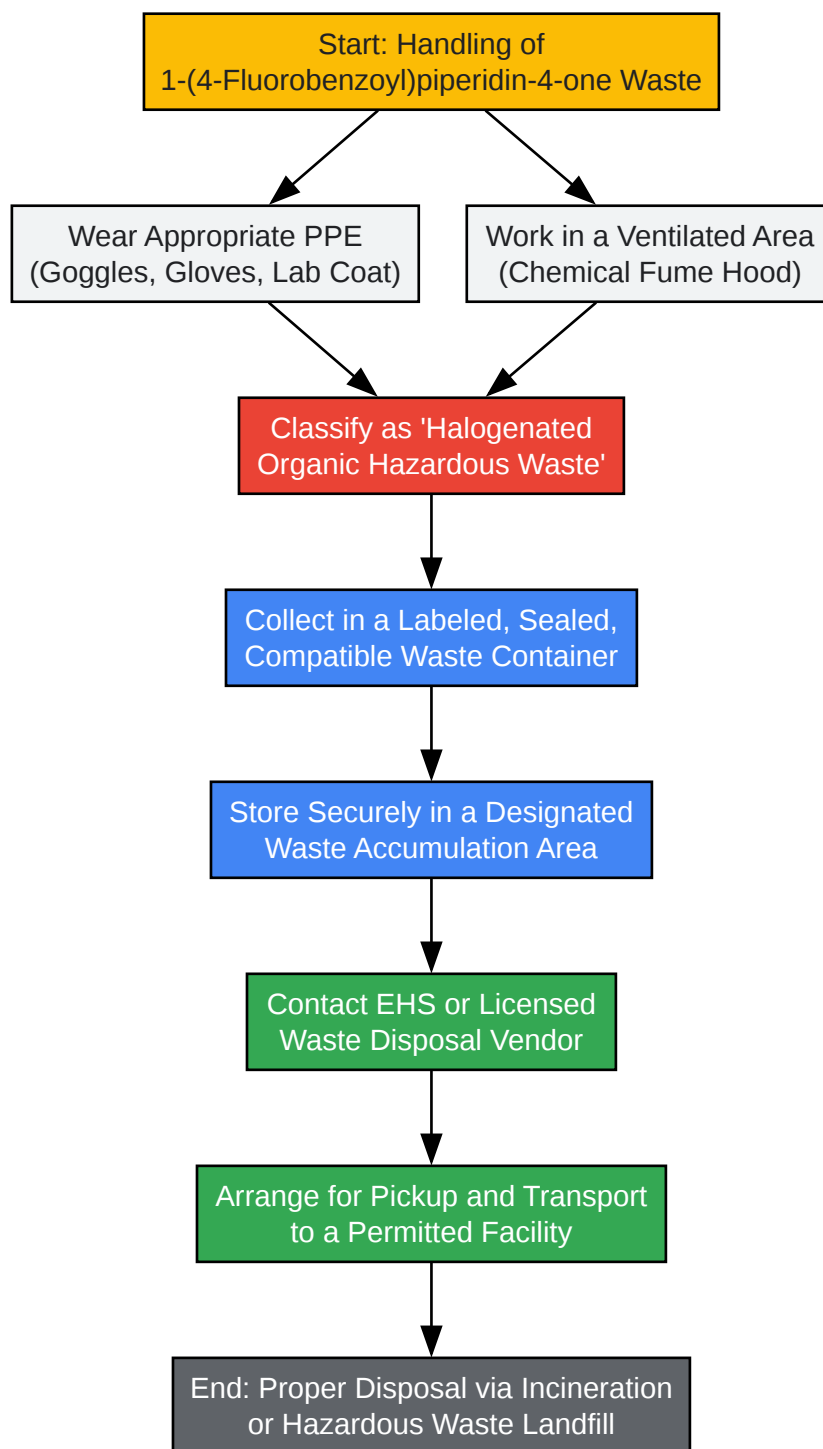 Start: Handling of
1-(4-Fluorobenzoyl)piperidin-4-one Waste
Wear Appropriate PPE
(Goggles, Gloves, Lab Coat)
Work in a Ventilated Area
(Chemical Fume Hood)
Classify as 'Halogenated
Organic Hazardous Waste'
Collect in a Labeled, Sealed,
Compatible Waste Container
Store Securely in a Designated
Waste Accumulation Area
Contact EHS or Licensed
Waste Disposal Vendor
Arrange for Pickup and Transport
to a Permitted Facility
End: Proper Disposal via Incineration
or Hazardous Waste Landfill